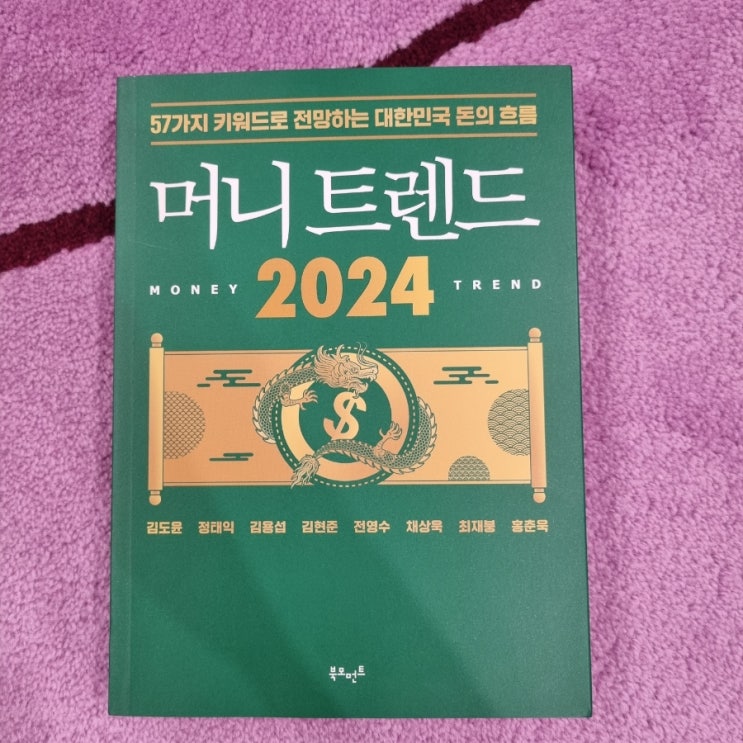 57가지 키워드로 전망하는 대한민국 돈의 흐름
머니 트렌드
MONEY 2024 TREND
$
김도윤 정태익 김용섭 김현준 전영수 채상욱 최재붕 홍춘욱
북모먼트